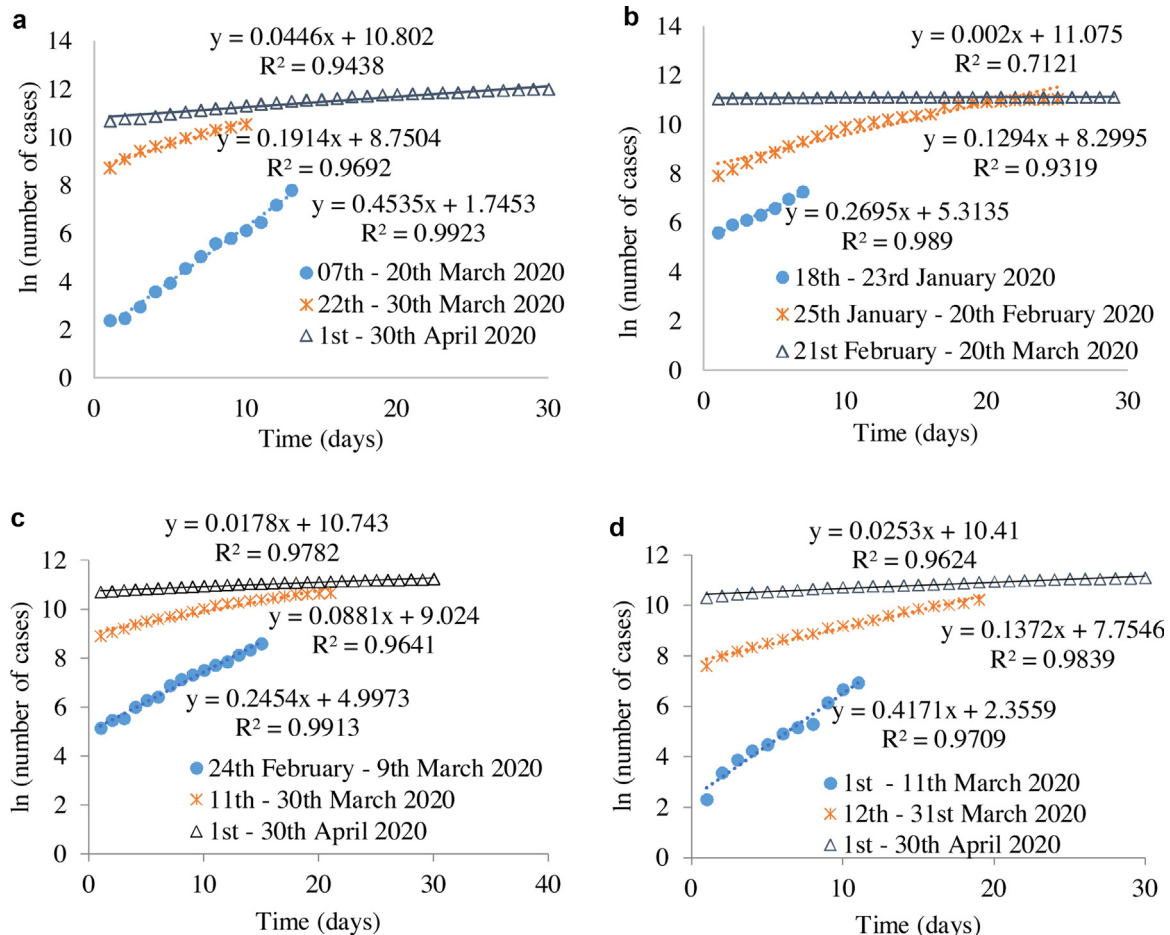 a
y = 0.0446x + 10.802
R² = 0.9438
y = 0.1914x + 8.7504
R² = 0.9692
y = 0.4535x + 1.7453
R² = 0.9923
07th - 20th March 2020
22th - 30th March 2020
1st - 30th April 2020
ln (number of cases)
14
12
10
8
6
4
2
0
0 10 20 30
Time (days)
b
y = 0.002x + 11.075
R² = 0.7121
y = 0.1294x + 8.2995
R² = 0.9319
y = 0.2695x + 5.3135
R² = 0.989
18th - 23rd January 2020
25th January - 20th February 2020
21st February - 20th March 2020
ln (number of cases)
14
12
10
8
6
4
2
0
0 10 20 30
Time (days)
c
y = 0.0178x + 10.743
R² = 0.9782
y = 0.0881x + 9.024
R² = 0.9641
y = 0.2454x + 4.9973
R² = 0.9913
24th February - 9th March 2020
11th - 30th March 2020
1st - 30th April 2020
ln (number of cases)
12
10
8
6
4
2
0
0 10 20 30 40
Time (days)
d
y = 0.0253x + 10.41
R² = 0.9624
y = 0.1372x + 7.7546
R² = 0.9839
y = 0.4171x + 2.3559
R² = 0.9709
1st - 11th March 2020
12th - 31st March 2020
1st - 30th April 2020
ln (number of cases)
12
10
8
6
4
2
0
0 10 20 30
Time (days)